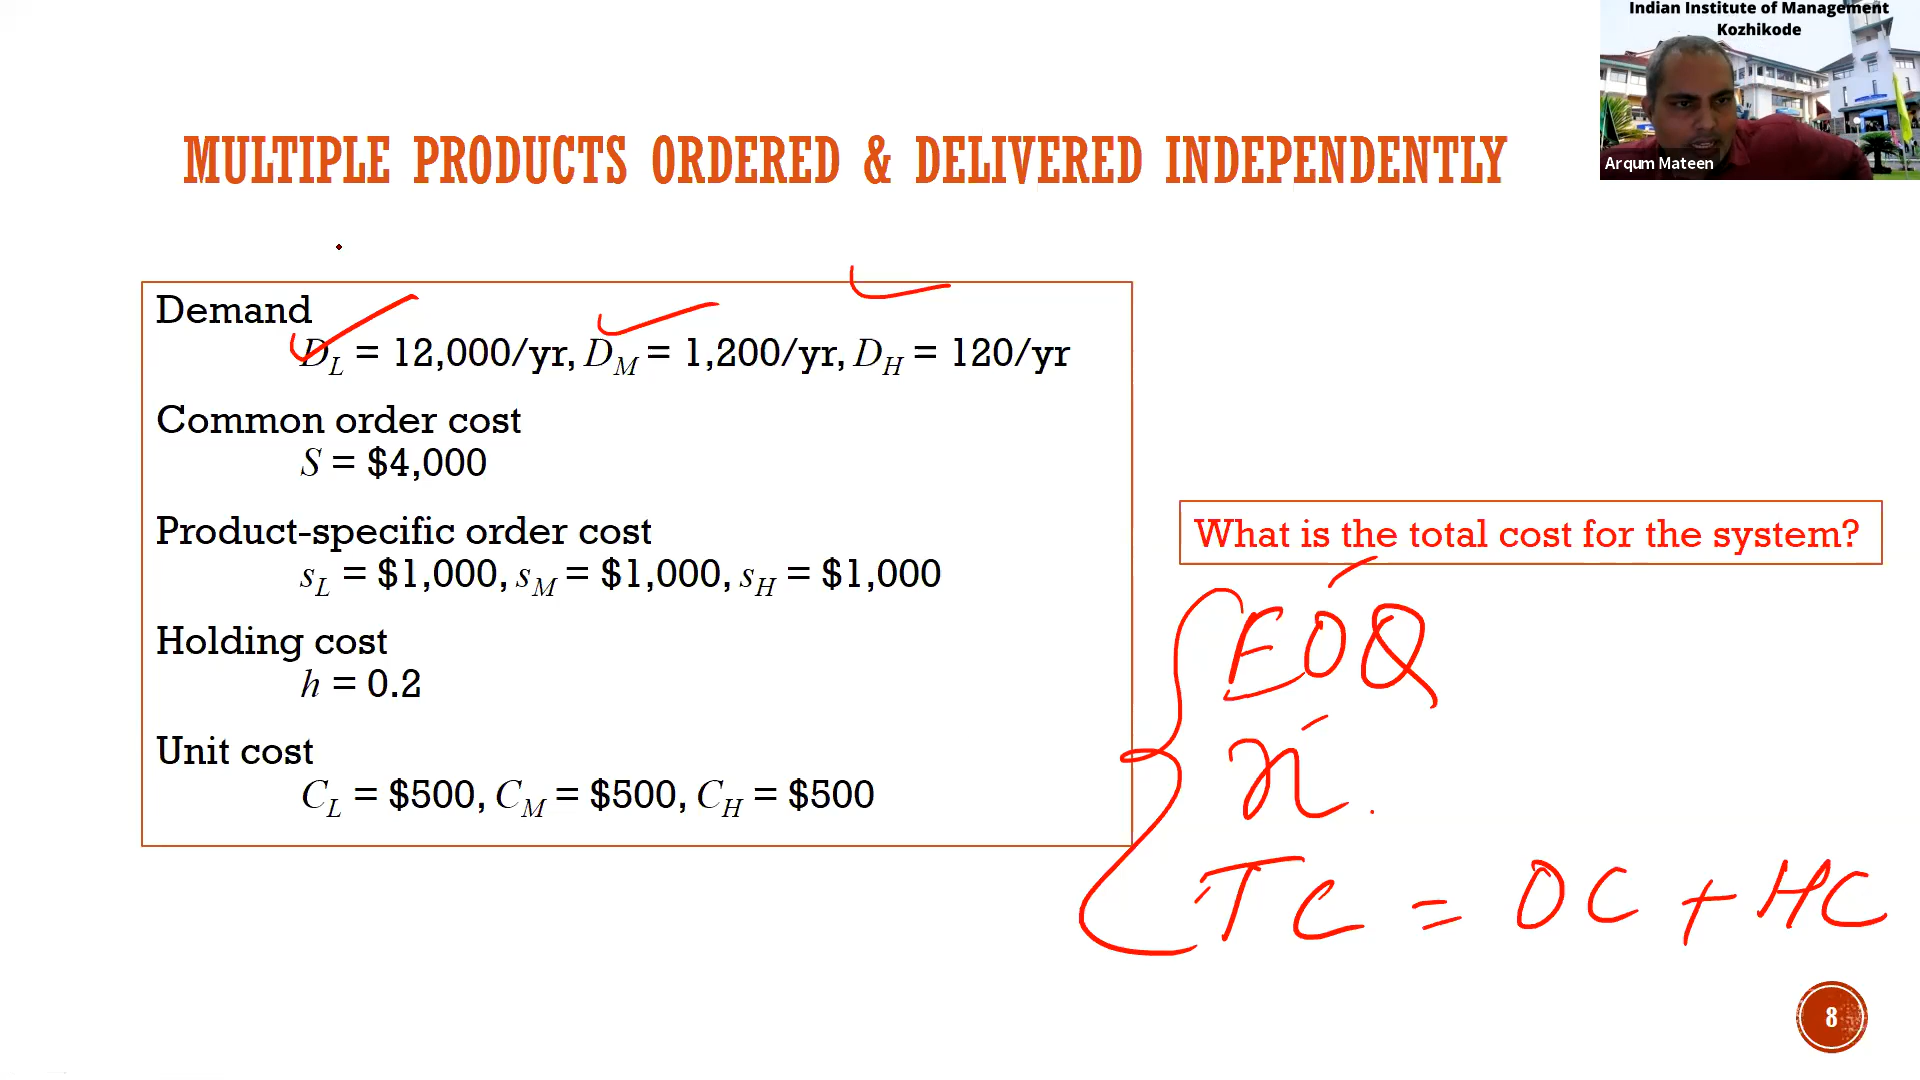 Indian Institute of Management
Kozhikode
Arqum Mateen
MULTIPLE PRODUCTS ORDERED & DELIVERED INDEPENDENTLY
Demand
D_L = 12,000/yr, D_M = 1,200/yr, D_H = 120/yr
Common order cost
S = $4,000
Product-specific order cost
s_L = $1,000, s_M = $1,000, s_H = $1,000
Holding cost
h = 0.2
Unit cost
C_L = $500, C_M = $500, C_H = $500
What is the total cost for the system?
EOQ
n
TC = OC + HC
8